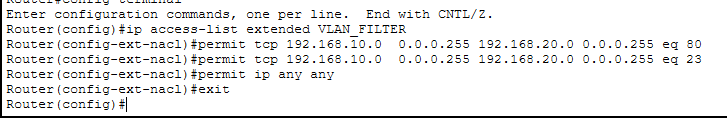 Enter configuration commands, one per line.  End with CNTL/Z.
Router(config)#ip access-list extended VLAN_FILTER
Router(config-ext-nacl)#permit tcp 192.168.10.0  0.0.0.255 192.168.20.0 0.0.0.255 eq 80
Router(config-ext-nacl)#permit tcp 192.168.10.0  0.0.0.255 192.168.20.0 0.0.0.255 eq 23
Router(config-ext-nacl)#permit ip any any
Router(config-ext-nacl)#exit
Router(config)#